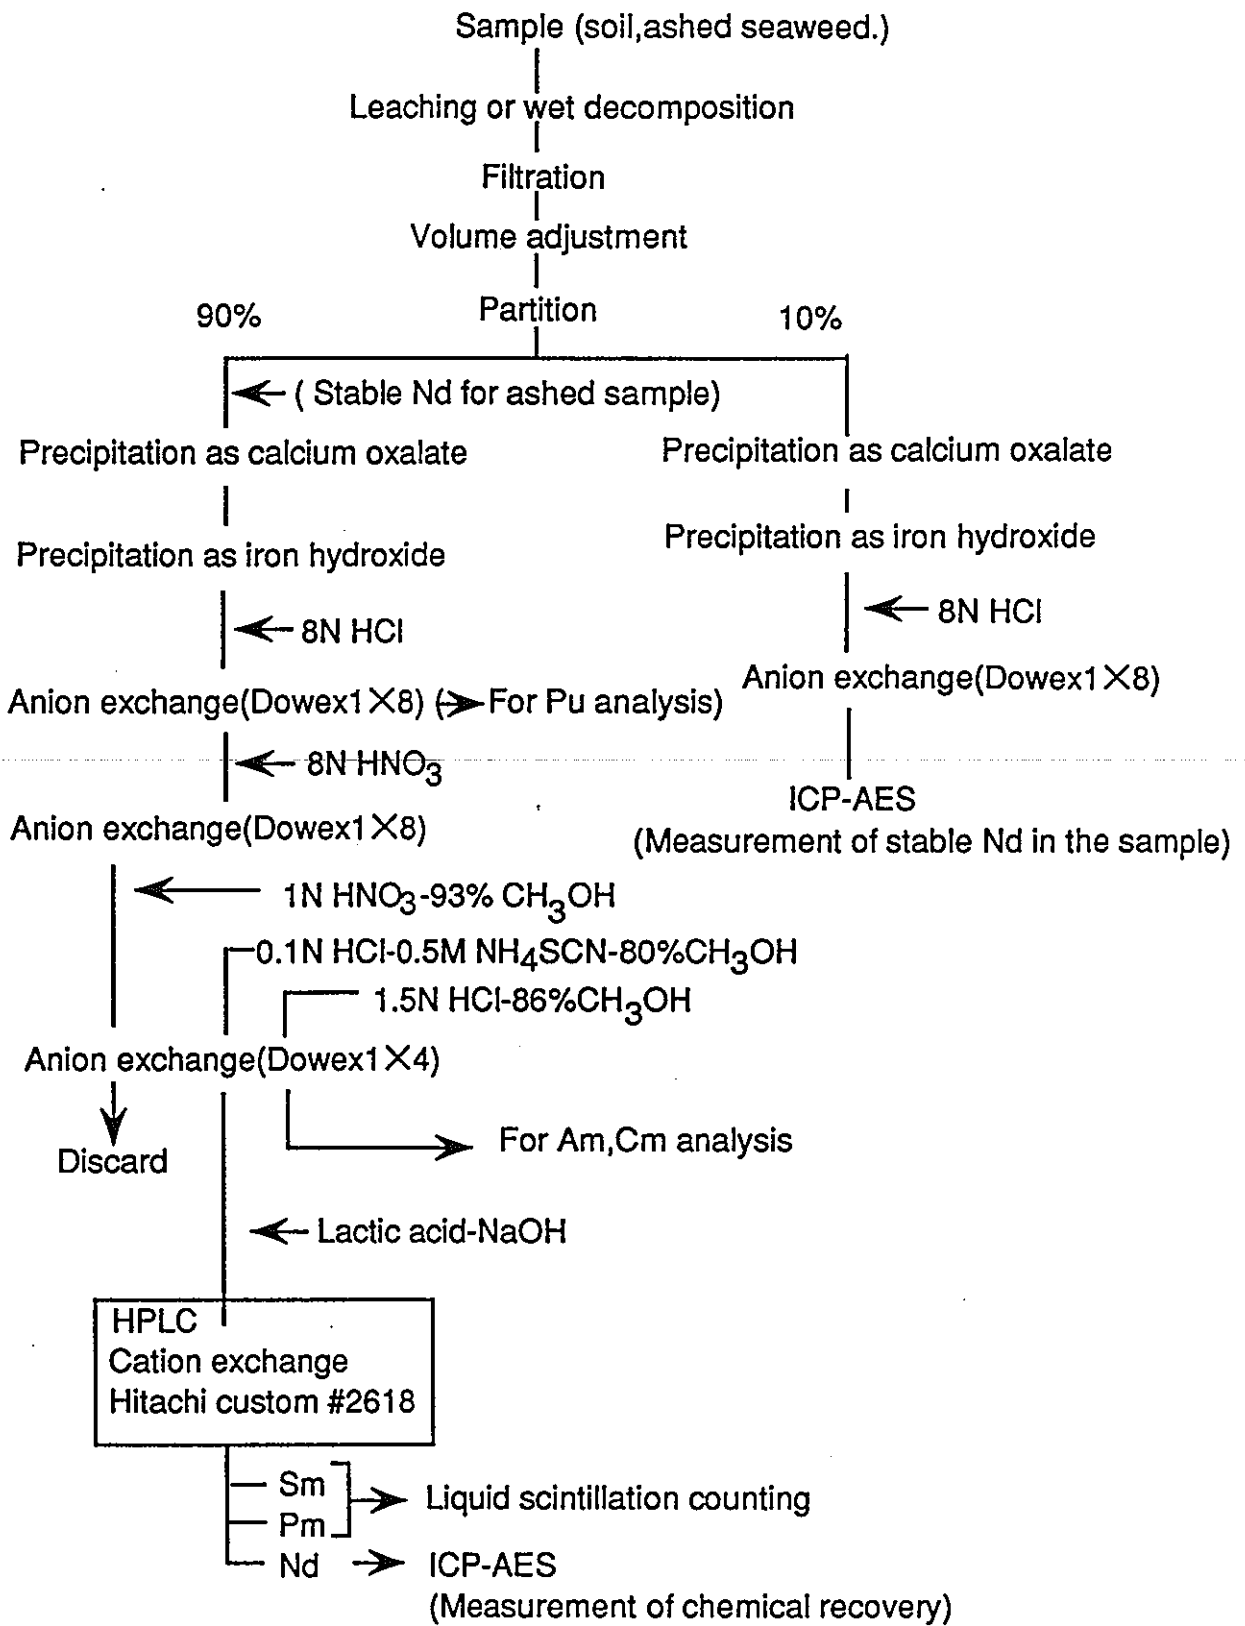 Sample (soil,ashed seaweed.)
Leaching or wet decomposition
Filtration
Volume adjustment
Partition
90%
10%
( Stable Nd for ashed sample)
Precipitation as calcium oxalate
Precipitation as calcium oxalate
Precipitation as iron hydroxide
Precipitation as iron hydroxide
8N HCl
8N HCl
Anion exchange(Dowex1×8) (→For Pu analysis)
Anion exchange(Dowex1×8)
8N HNO3
ICP-AES
(Measurement of stable Nd in the sample)
Anion exchange(Dowex1×8)
1N HNO3-93% CH3OH
0.1N HCl-0.5M NH4SCN-80%CH3OH
1.5N HCl-86%CH3OH
Anion exchange(Dowex1×4)
Discard
For Am,Cm analysis
Lactic acid-NaOH
HPLC
Cation exchange
Hitachi custom #2618
Sm
Pm
Liquid scintillation counting
Nd
ICP-AES
(Measurement of chemical recovery)